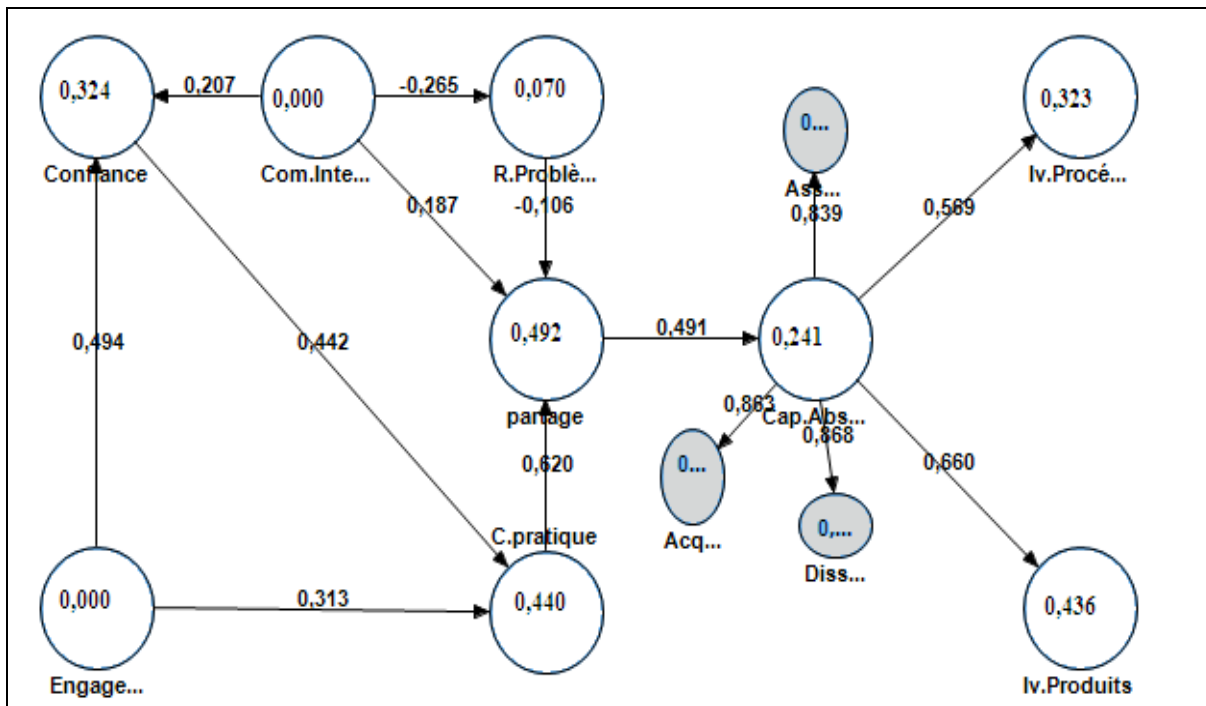 0,324
0,207
0,000
-0,265
0,070
0...
0,323
Confiance
Com.Inte...
R.Problè...
Ass...
Iv.Procé...
0,187
-0,106
0,839
0,569
0,494
0,442
0,492
0,491
0,241
partage
Cap.Abs...
0,863
0,868
0,620
0...
0,660
C.pratique
Acq...
0,...
Diss...
0,000
0,313
0,440
0,436
Engage...
Iv.Produits